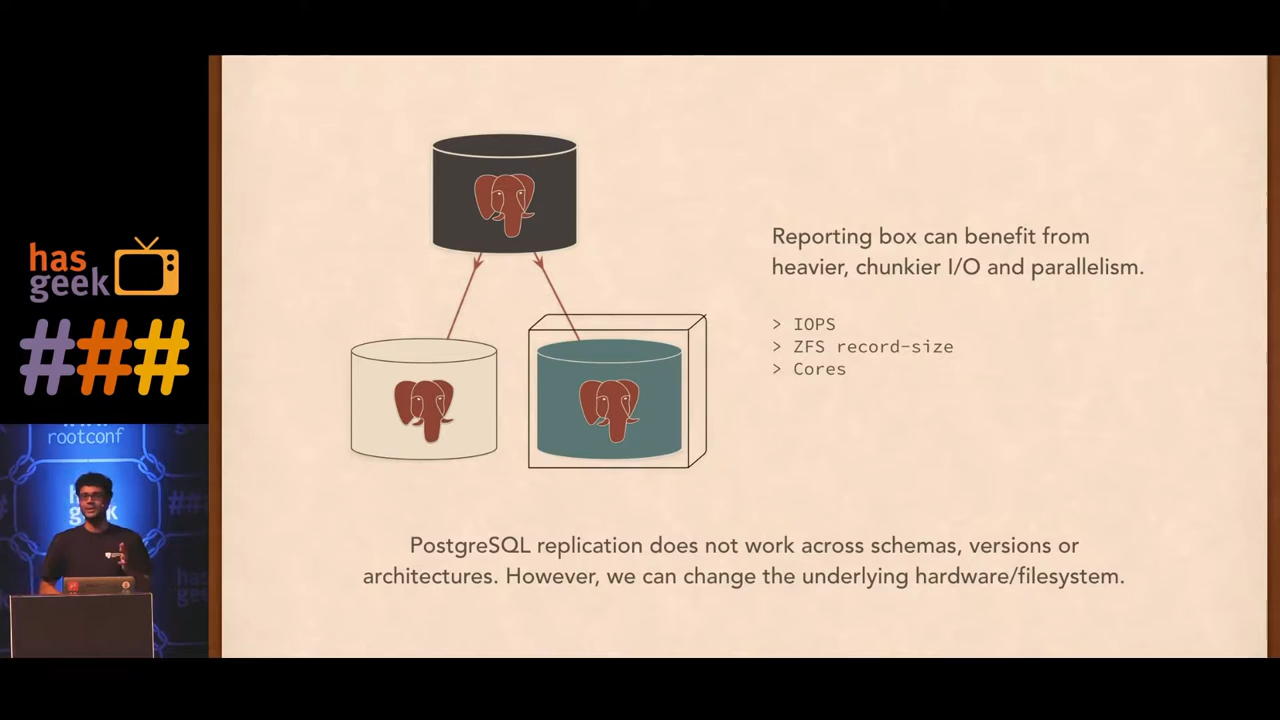 has
geek
###
rootconf
Reporting box can benefit from
heavier, chunkier I/O and parallelism.
> IOPS
> ZFS record-size
> Cores
PostgreSQL replication does not work across schemas, versions or
architectures. However, we can change the underlying hardware/filesystem.